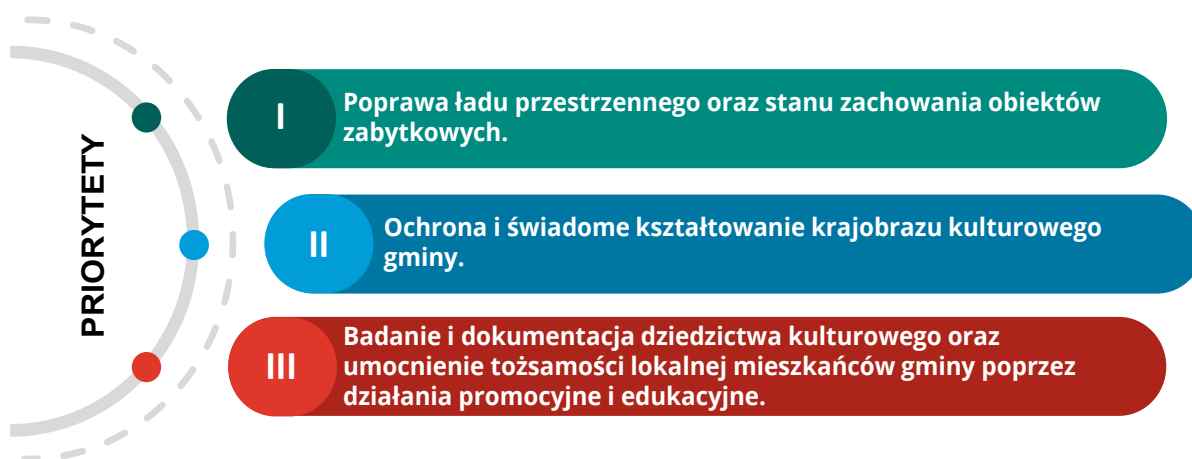 PRIORYTETY
I
Poprawa ładu przestrzennego oraz stanu zachowania obiektów
zabytkowych.
II
Ochrona i świadome kształtowanie krajobrazu kulturowego
gminy.
III
Badanie i dokumentacja dziedzictwa kulturowego oraz
umocnienie tożsamości lokalnej mieszkańców gminy poprzez
działania promocyjne i edukacyjne.